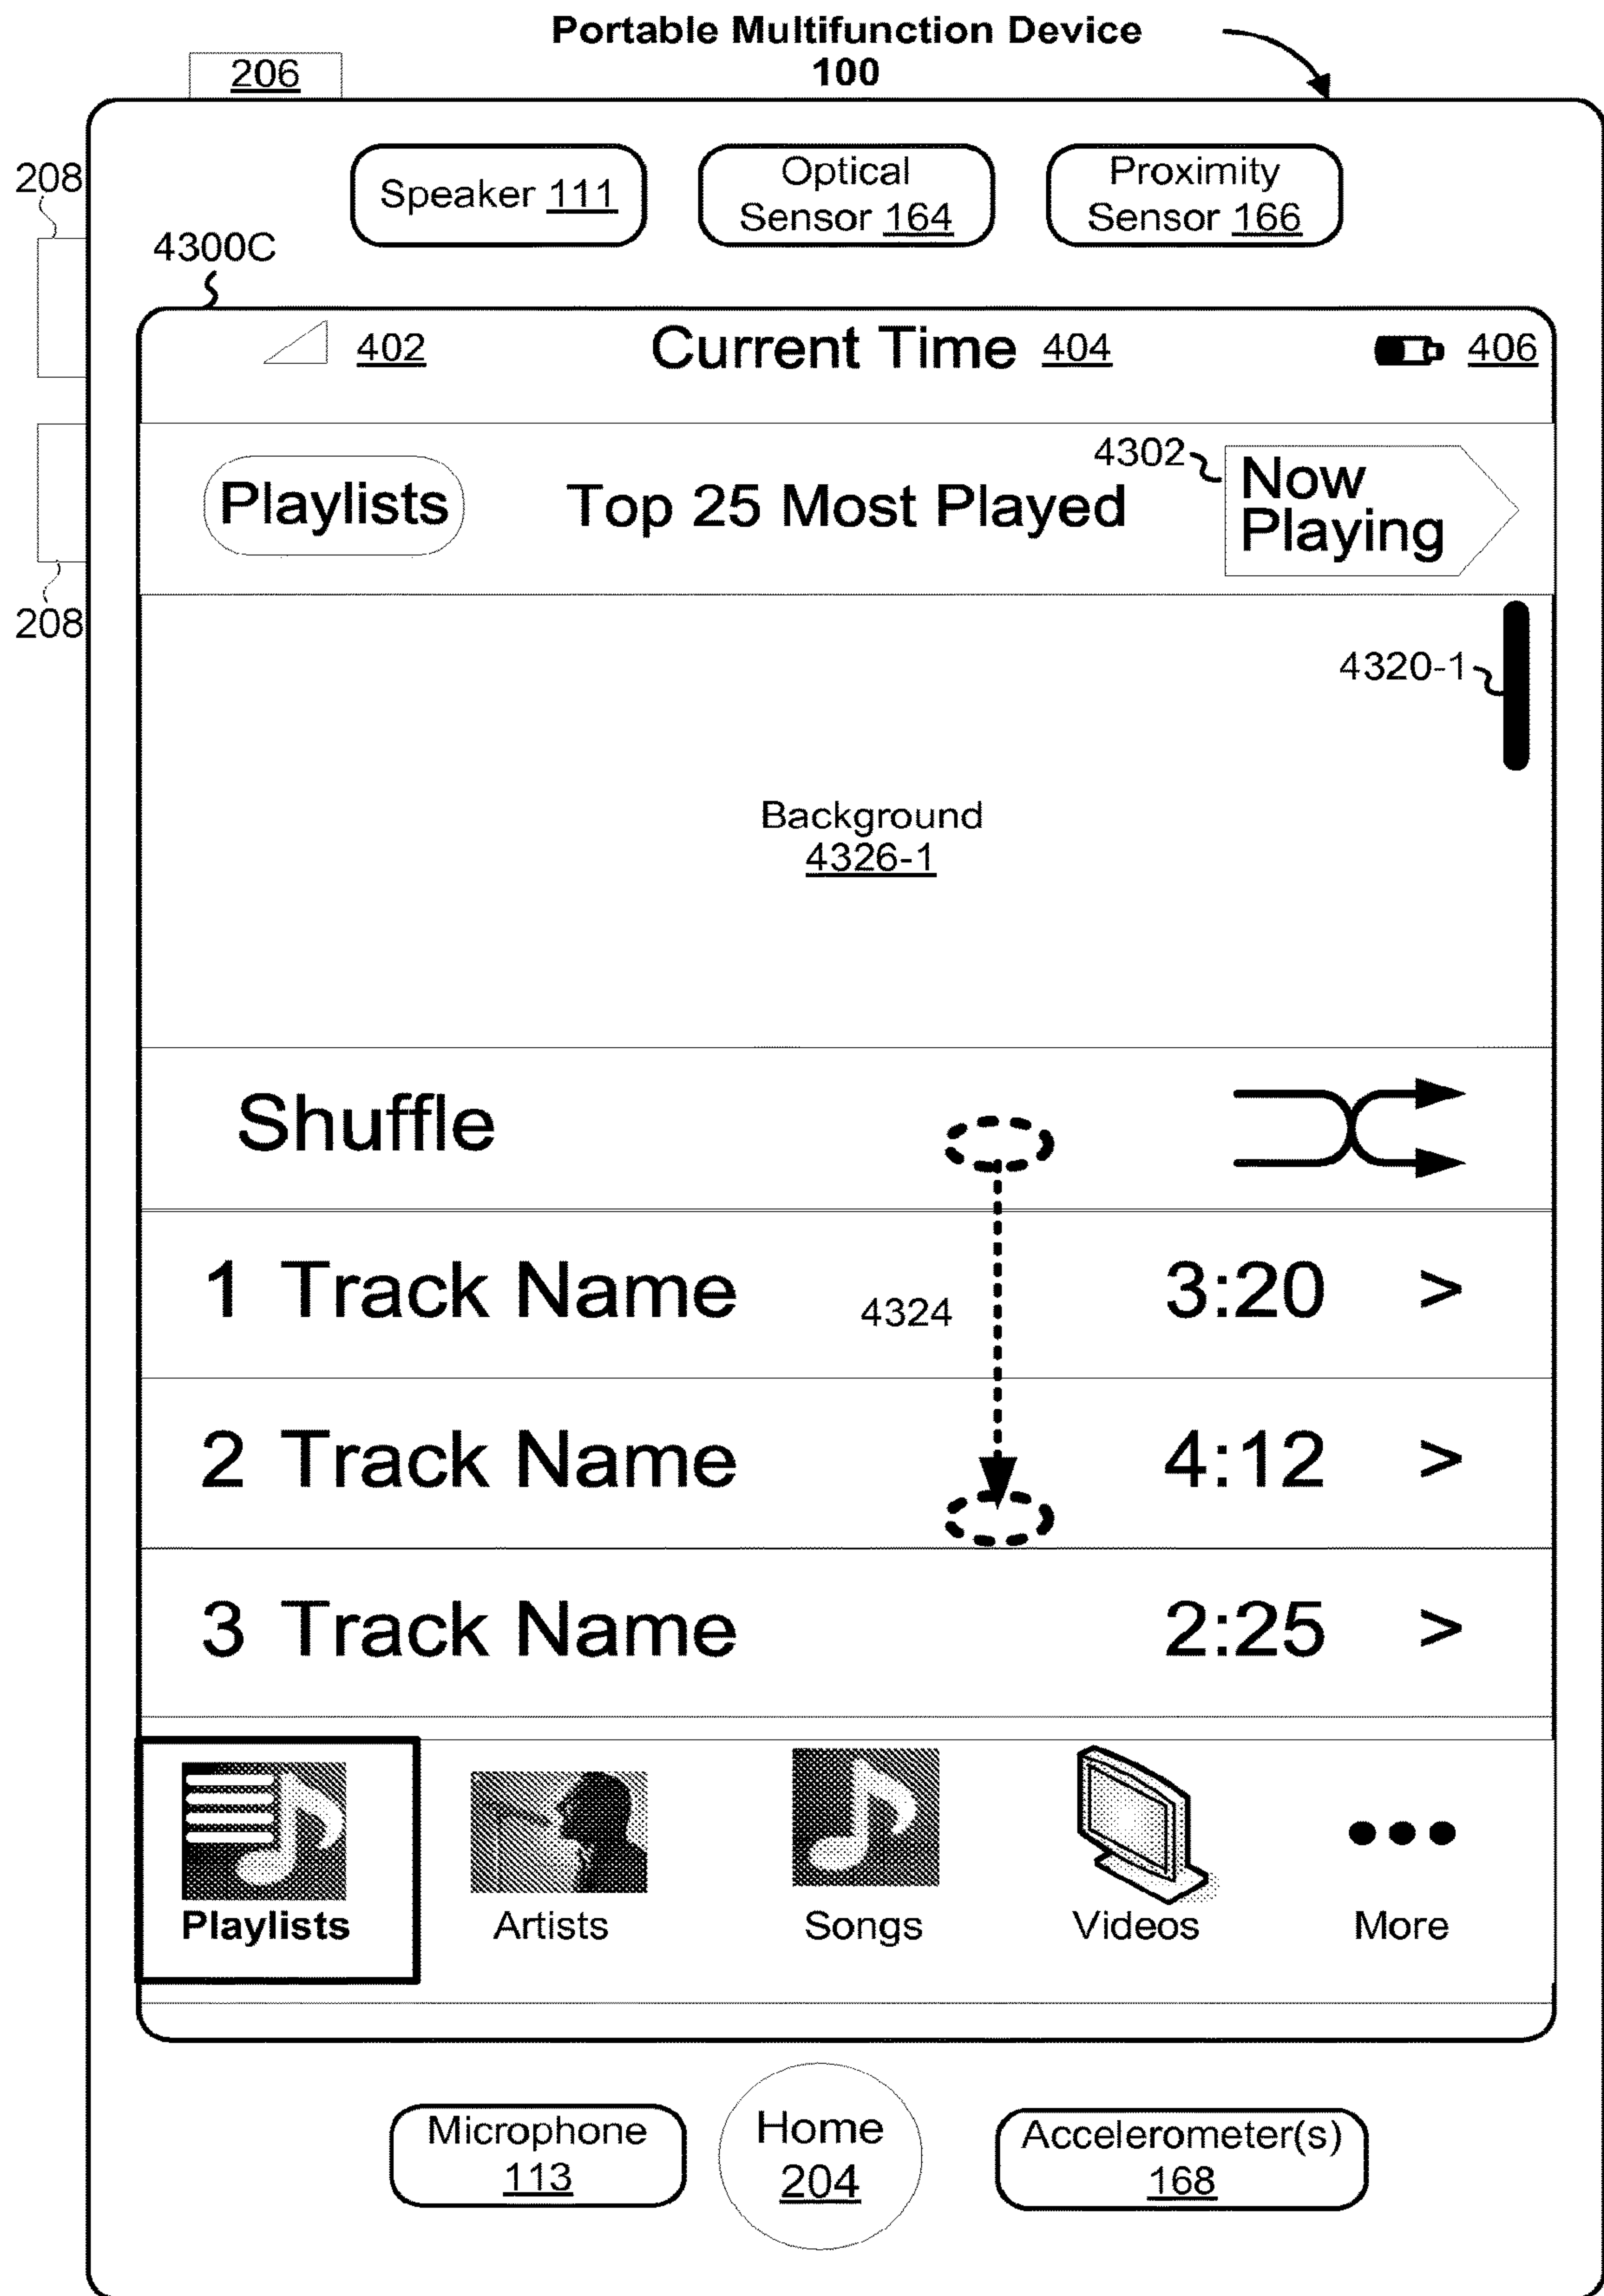 Portable Multifunction Device
100
206
208
Speaker 111
Optical
Sensor 164
Proximity
Sensor 166
4300C
402
Current Time 404
406
Playlists
Top 25 Most Played
4302
Now
Playing
208
4320-1
Background
4326-1
Shuffle
1 Track Name 3:20 >
4324
2 Track Name 4:12 >
3 Track Name 2:25 >
Playlists
Artists
Songs
Videos
More
Microphone
113
Home
204
Accelerometer(s)
168